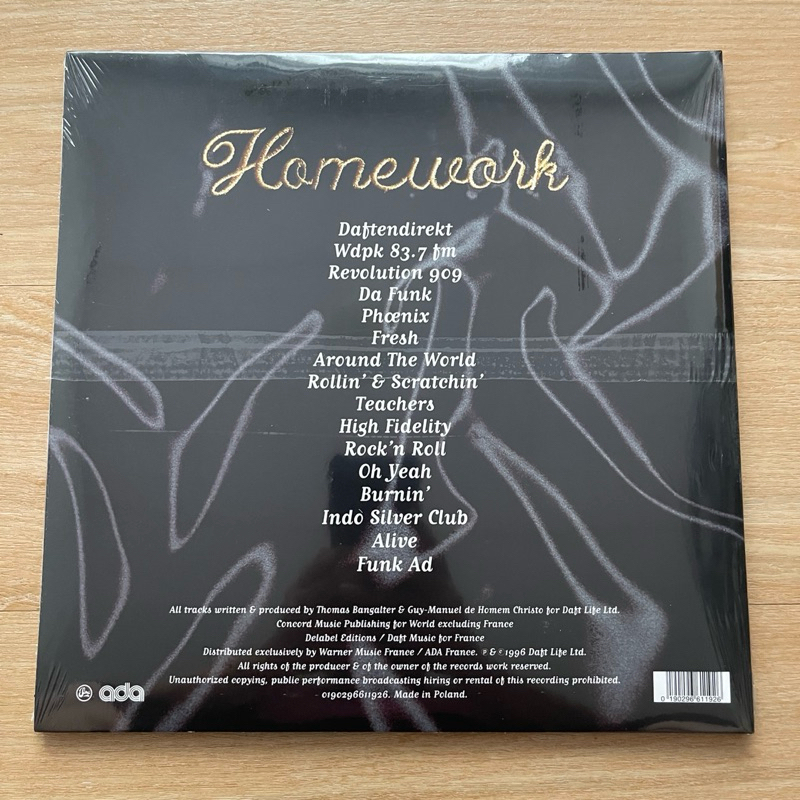 Homework
Daftendirekt
Wdpk 83.7 fm
Revolution 909
Da Funk
Phœnix
Fresh
Around The World
Rollin' & Scratchin'
Teachers
High Fidelity
Rock'n Roll
Oh Yeah
Burnin'
Indo Silver Club
Alive
Funk Ad
All tracks written & produced by Thomas Bangalter & Guy-Manuel de Homem Christo for Daft Life Ltd.
Concord Music Publishing for World excluding France
Delabel Editions / Daft Music for France
Distributed exclusively by Warner Music France / ADA France. ℗ & © 1996 Daft Life Ltd.
All rights of the producer & of the owner of the records work reserved.
Unauthorized copying, public performance broadcasting hiring or rental of this recording prohibited.
0190296611926. Made in Poland.
ada
0 190296 611926